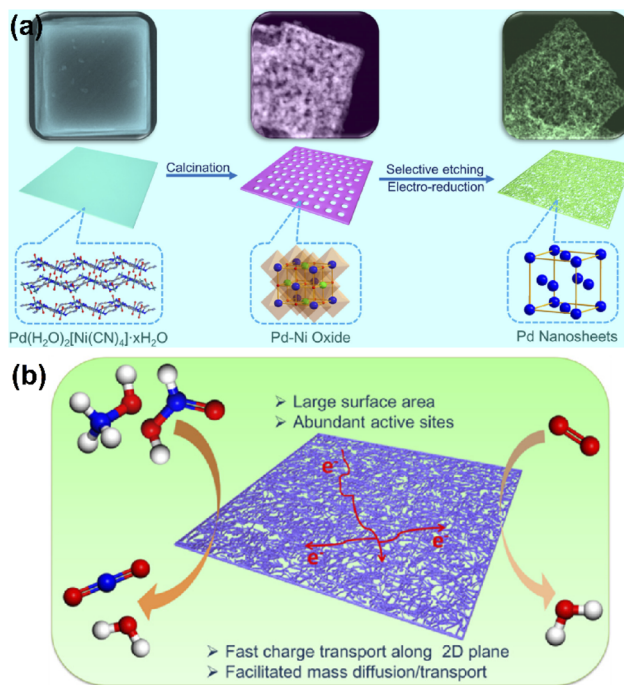 (a)
Calcination
Selective etching
Electro-reduction
Pd(H₂O)₂[Ni(CN)₄]·xH₂O
Pd-Ni Oxide
Pd Nanosheets
(b)
➢ Large surface area
➢ Abundant active sites
e⁻
e⁻
e⁻
➢ Fast charge transport along 2D plane
➢ Facilitated mass diffusion/transport